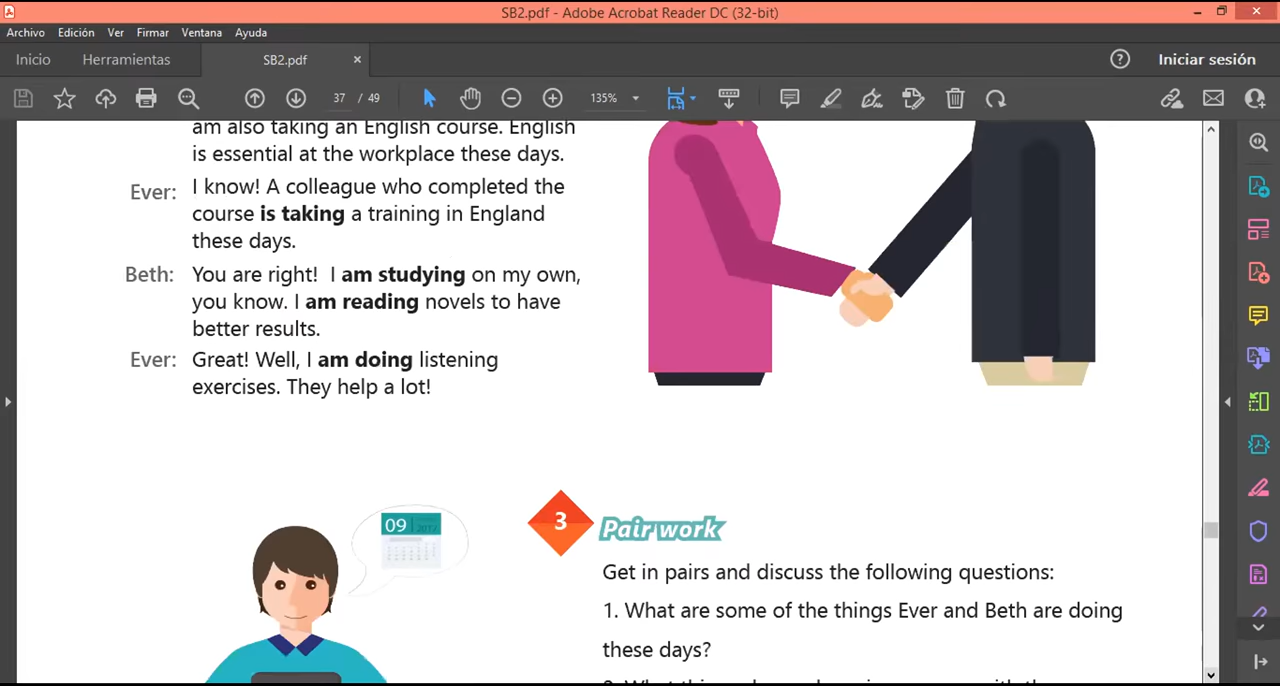 SB2.pdf - Adobe Acrobat Reader DC (32-bit)
Archivo Edición Ver Firmar Ventana Ayuda
Inicio Herramientas SB2.pdf × Iniciar sesión
37 / 49 135%
am also taking an English course. English
is essential at the workplace these days.
Ever: I know! A colleague who completed the
course is taking a training in England
these days.
Beth: You are right! I am studying on my own,
you know. I am reading novels to have
better results.
Ever: Great! Well, I am doing listening
exercises. They help a lot!
09
3 Pair work
Get in pairs and discuss the following questions:
1. What are some of the things Ever and Beth are doing
these days?